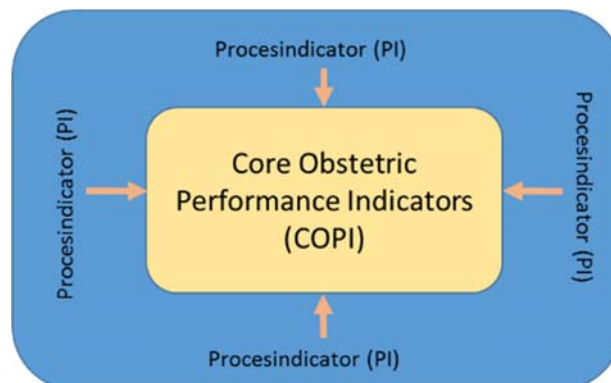 Procesindicator (PI)
Procesindicator (PI)
Core Obstetric
Performance Indicators
(COPI)
Procesindicator (PI)
Procesindicator (PI)